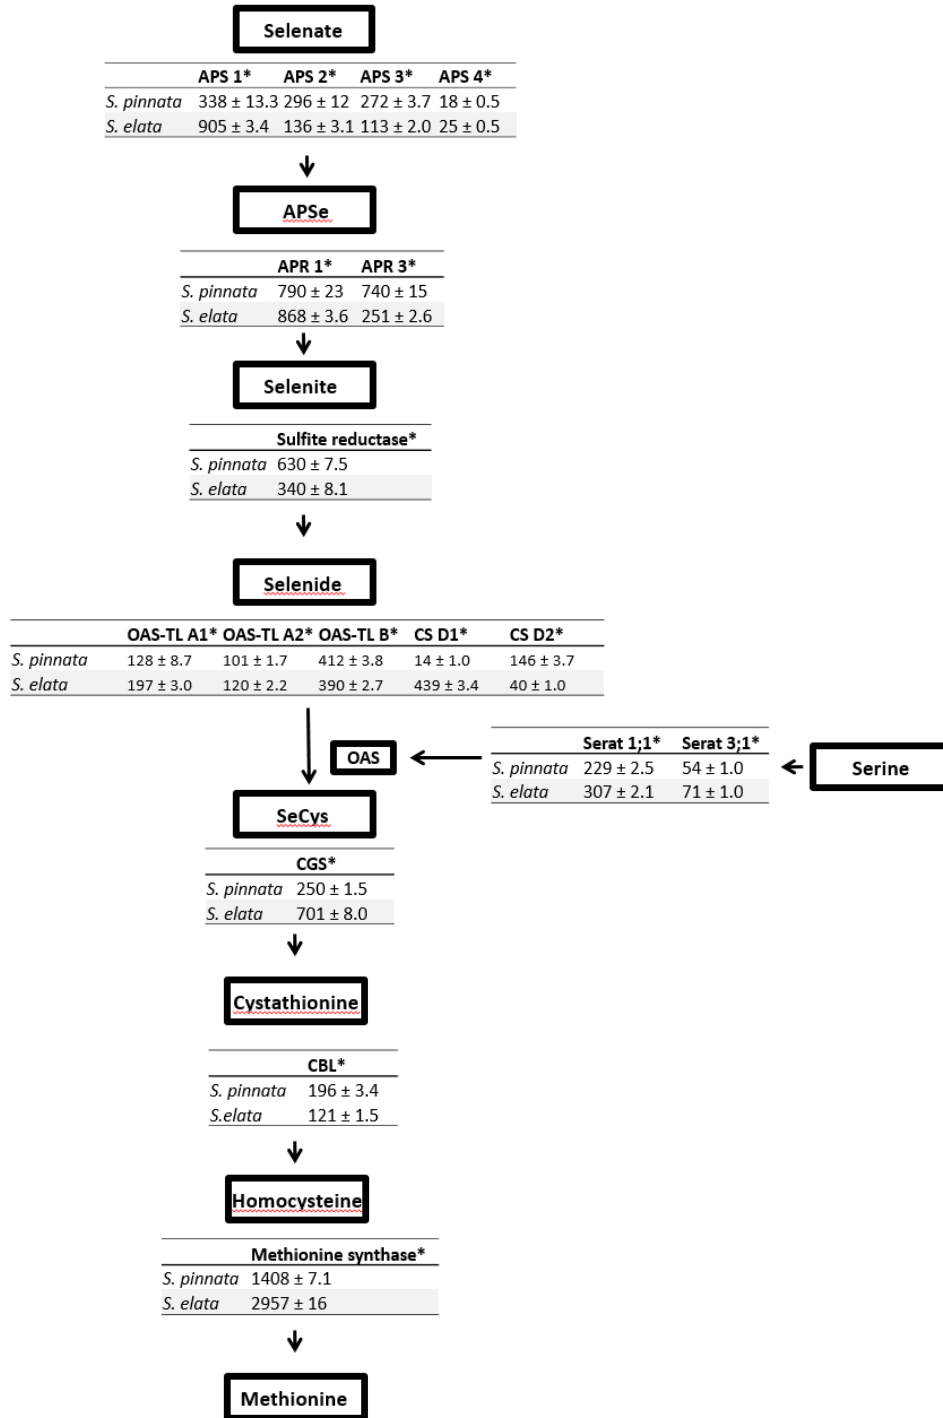 Selenate
APS 1* APS 2* APS 3* APS 4*
S. pinnata 338 ± 13.3 296 ± 12 272 ± 3.7 18 ± 0.5
S. elata 905 ± 3.4 136 ± 3.1 113 ± 2.0 25 ± 0.5
APSe
APR 1* APR 3*
S. pinnata 790 ± 23 740 ± 15
S. elata 868 ± 3.6 251 ± 2.6
Selenite
Sulfite reductase*
S. pinnata 630 ± 7.5
S. elata 340 ± 8.1
Selenide
OAS-TL A1* OAS-TL A2* OAS-TL B* CS D1* CS D2*
S. pinnata 128 ± 8.7 101 ± 1.7 412 ± 3.8 14 ± 1.0 146 ± 3.7
S. elata 197 ± 3.0 120 ± 2.2 390 ± 2.7 439 ± 3.4 40 ± 1.0
Serat 1;1* Serat 3;1*
S. pinnata 229 ± 2.5 54 ± 1.0
S. elata 307 ± 2.1 71 ± 1.0
OAS
Serine
SeCys
CGS*
S. pinnata 250 ± 1.5
S. elata 701 ± 8.0
Cystathionine
CBL*
S. pinnata 196 ± 3.4
S.elata 121 ± 1.5
Homocysteine
Methionine synthase*
S. pinnata 1408 ± 7.1
S. elata 2957 ± 16
Methionine